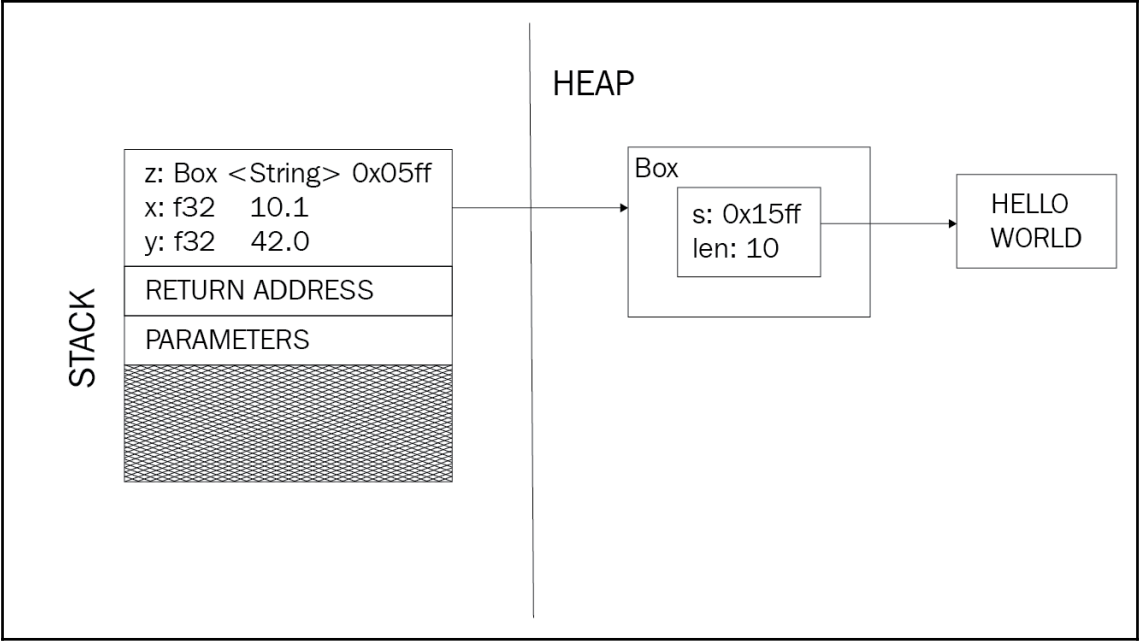 HEAP
STACK
z: Box <String> 0x05ff
x: f32 10.1
y: f32 42.0
RETURN ADDRESS
PARAMETERS
Box
s: 0x15ff
len: 10
HELLO
WORLD